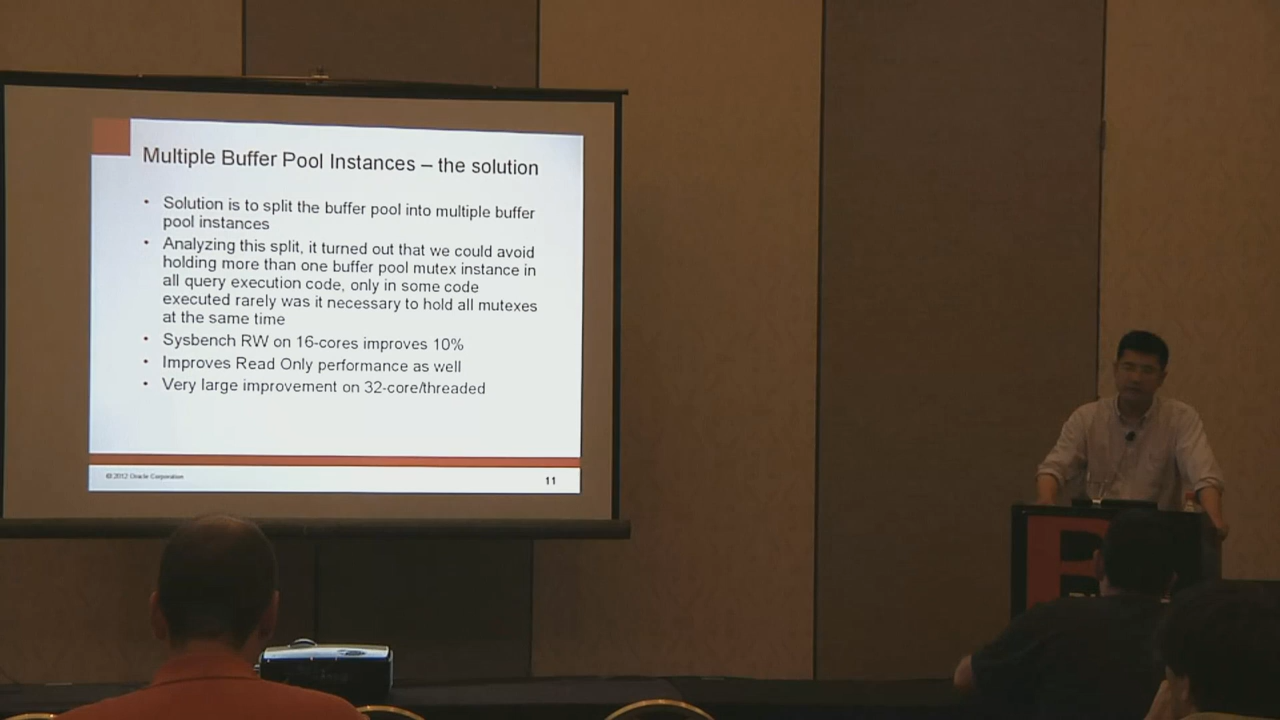 Multiple Buffer Pool Instances – the solution
• Solution is to split the buffer pool into multiple buffer
pool instances
• Analyzing this split, it turned out that we could avoid
holding more than one buffer pool mutex instance in
all query execution code, only in some code
executed rarely was it necessary to hold all mutexes
at the same time
• Sysbench RW on 16-cores improves 10%
• Improves Read Only performance as well
• Very large improvement on 32-core/threaded
© 2012 Oracle Corporation
11